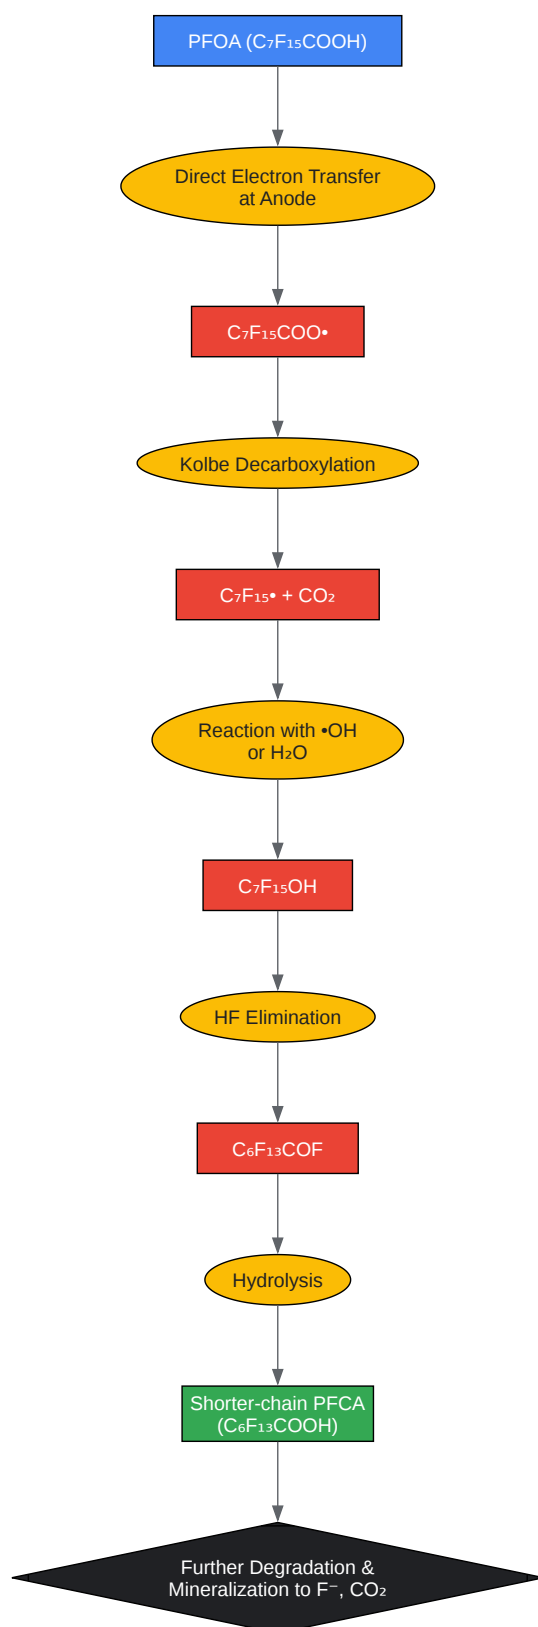 PFOA (C₇F₁₅COOH)
Direct Electron Transfer
at Anode
C₇F₁₅COO•
Kolbe Decarboxylation
C₇F₁₅• + CO₂
Reaction with •OH
or H₂O
C₇F₁₅OH
HF Elimination
C₆F₁₃COF
Hydrolysis
Shorter-chain PFCA
(C₆F₁₃COOH)
Further Degradation &
Mineralization to F⁻, CO₂